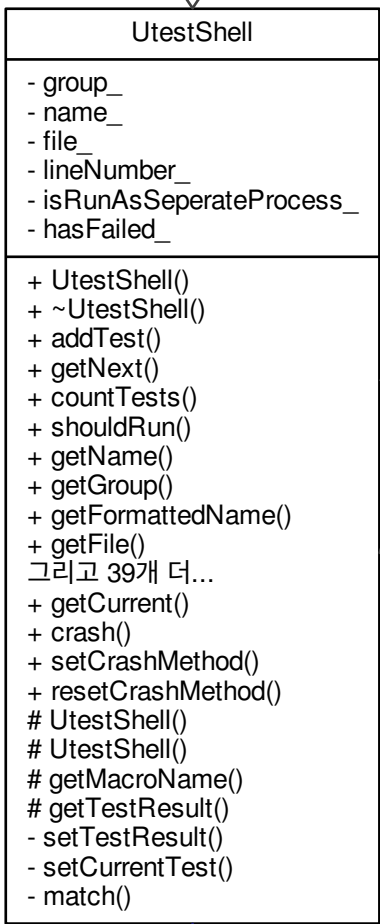 UtestShell
- group_
- name_
- file_
- lineNumber_
- isRunAsSeperateProcess_
- hasFailed_
+ UtestShell()
+ ~UtestShell()
+ addTest()
+ getNext()
+ countTests()
+ shouldRun()
+ getName()
+ getGroup()
+ getFormattedName()
+ getFile()
그리고 39개 더...
+ getCurrent()
+ crash()
+ setCrashMethod()
+ resetCrashMethod()
# UtestShell()
# UtestShell()
# getMacroName()
# getTestResult()
- setTestResult()
- setCurrentTest()
- match()